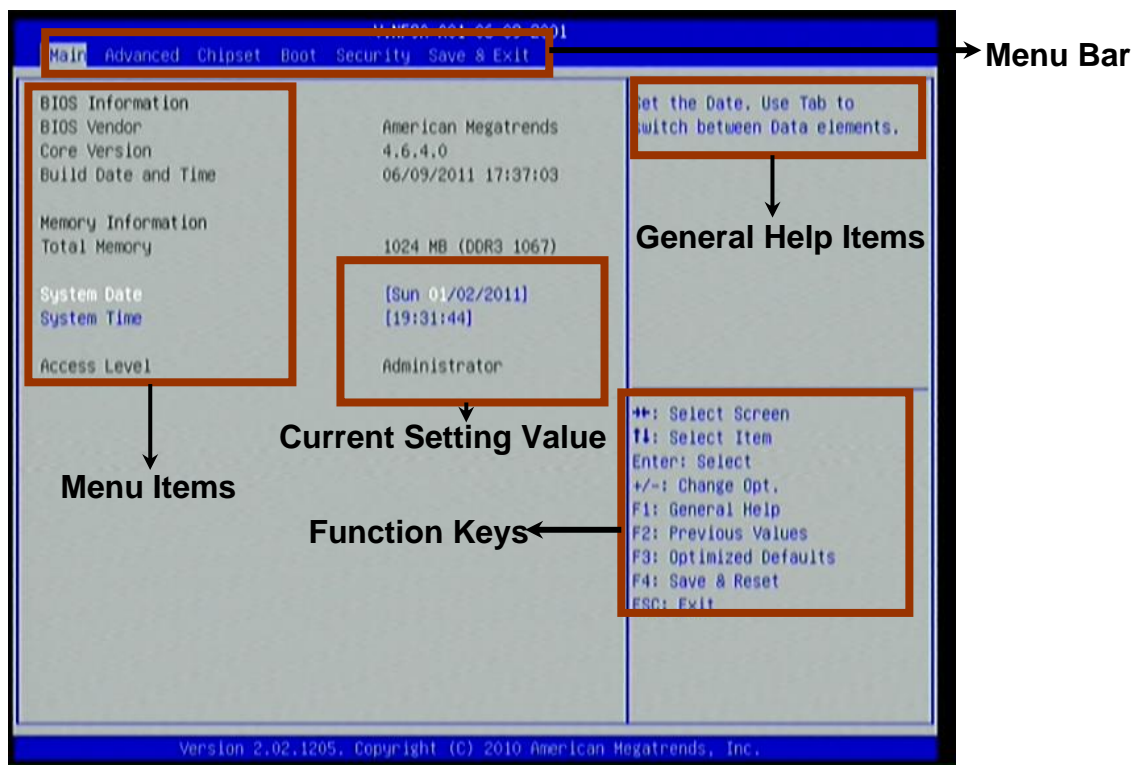 2001
Main Advanced Chipset Boot Security Save & Exit
Menu Bar
BIOS Information
BIOS Vendor American Megatrends
Core Version 4.6.4.0
Build Date and Time 06/09/2011 17:37:03
Memory Information
Total Memory 1024 MB (DDR3 1067)
System Date [Sun 01/02/2011]
System Time [19:31:44]
Access Level Administrator
Set the Date. Use Tab to
switch between Data elements.
General Help Items
Current Setting Value
Menu Items
Function Keys
→←: Select Screen
↑↓: Select Item
Enter: Select
+/-: Change Opt.
F1: General Help
F2: Previous Values
F3: Optimized Defaults
F4: Save & Reset
ESC: Exit
Version 2.02.1205. Copyright (C) 2010 American Megatrends, Inc.